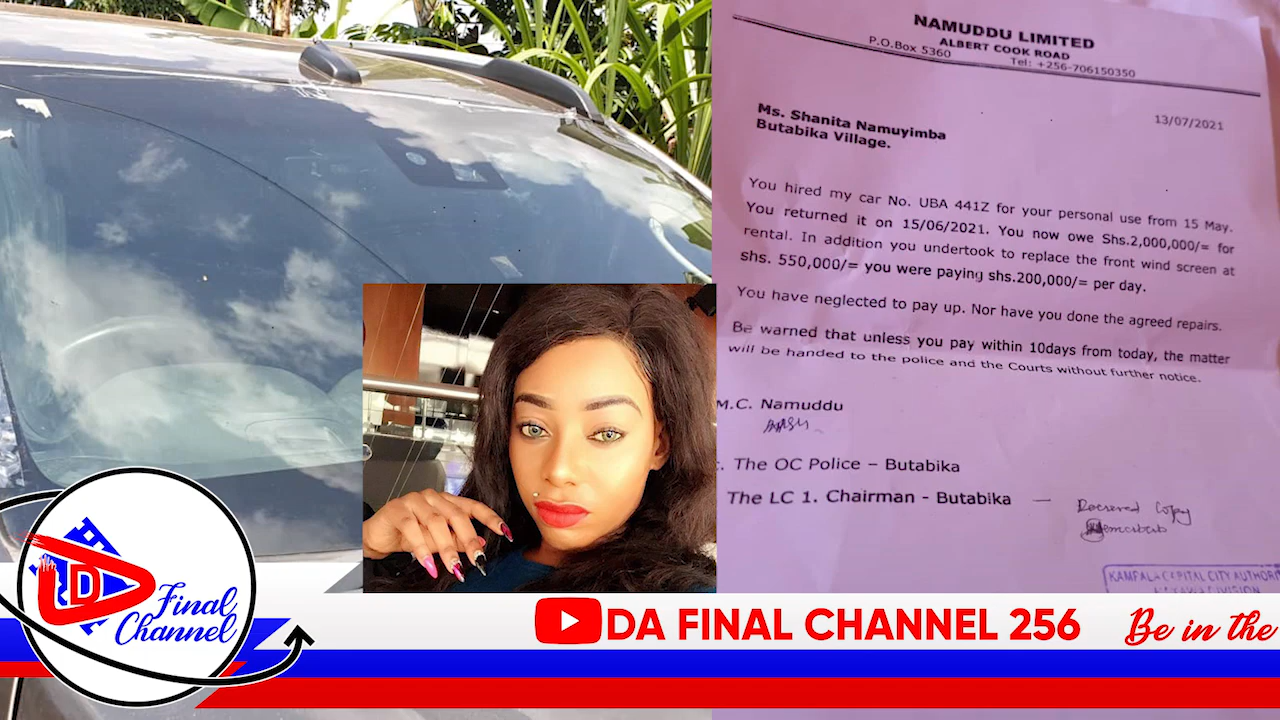 NAMUDDU LIMITED
ALBERT COOK ROAD
P.O.Box 5360
Tel: +256-706150350
13/07/2021
Ms. Shanita Namuyimba
Butabika Village.
You hired my car No. UBA 441Z for your personal use from 15 May.
You returned it on 15/06/2021. You now owe Shs.2,000,000/= for
rental. In addition you undertook to replace the front wind screen at
shs. 550,000/= you were paying shs.200,000/= per day.
You have neglected to pay up. Nor have you done the agreed repairs.
Be warned that unless you pay within 10days from today, the matter
will be handed to the police and the Courts without further notice.
M.C. Namuddu
. The OC Police – Butabika
The LC 1. Chairman - Butabika —
Received Copy
KAMPALA CAPITAL CITY AUTHORI
DIVISION
D
Final
Channel
DA FINAL CHANNEL 256
Be in the